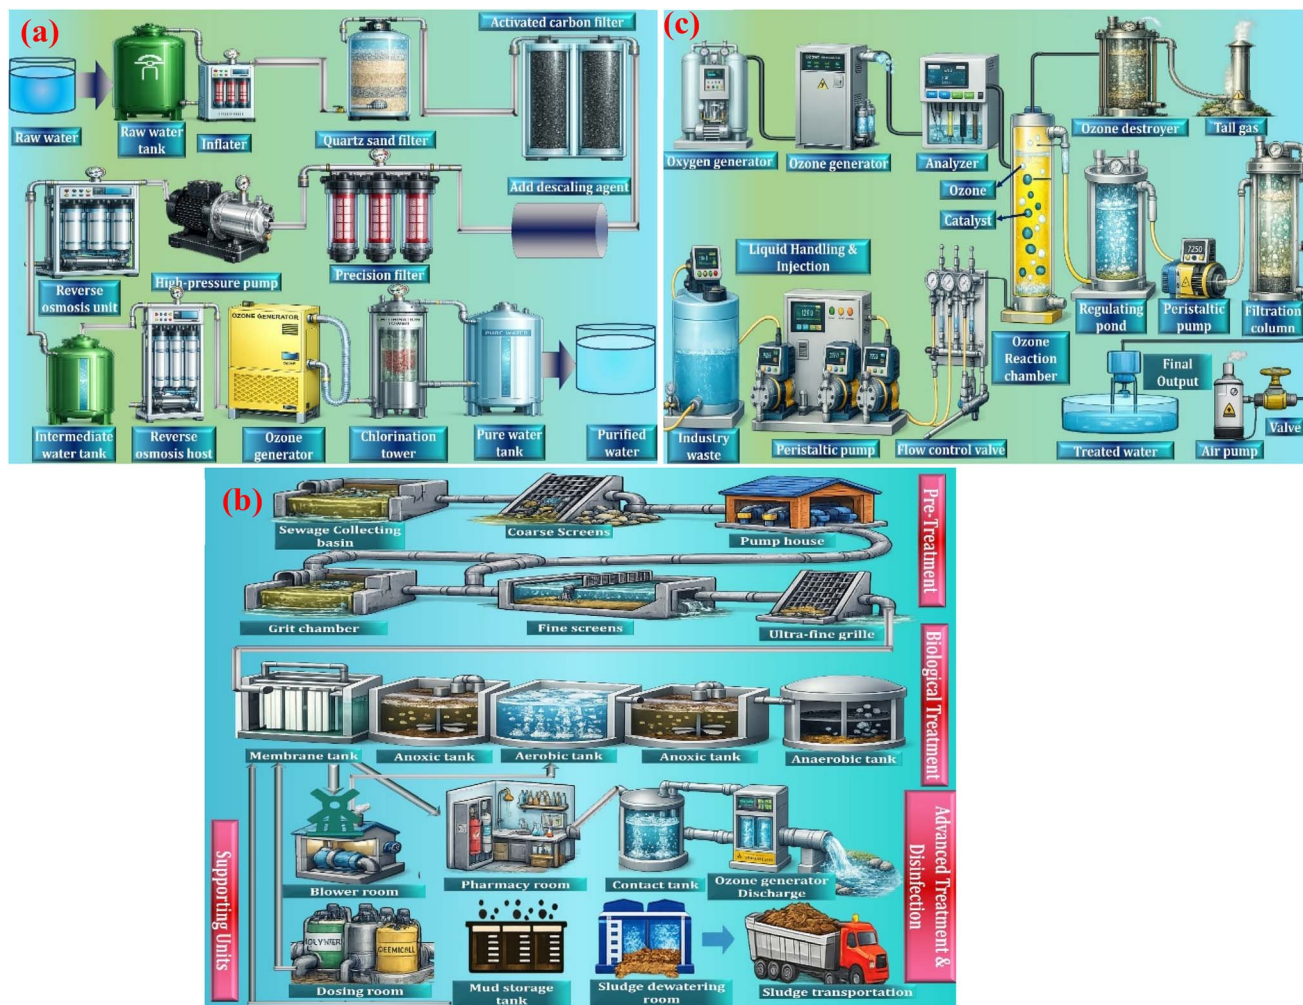 (a)
Raw water
Raw water
tank
Inflater
Quartz sand filter
Activated carbon filter
Add descaling agent
Reverse
osmosis unit
High-pressure pump
Precision filter
OZONE GENERATOR
PURE WATER
Intermediate
water tank
Reverse
osmosis host
Ozone
generator
Chlorination
tower
Pure water
tank
Purified
water
(c)
Oxygen generator
Ozone generator
Analyzer
Ozone destroyer
Tail gas
Ozone
Catalyst
Liquid Handling &
Injection
7250
Regulating
pond
Peristaltic
pump
Filtration
column
Ozone
Reaction
chamber
Final
Output
Industry
waste
Peristaltic pump
Flow control valve
Treated water
Air pump
Valve
(b)
Sewage Collecting
basin
Coarse Screens
Pump house
Pre-Treatment
Grit chamber
Fine screens
Ultra-fine grille
Membrane tank
Anoxic tank
Aerobic tank
Anoxic tank
Anaerobic tank
Biological Treatment
Blower room
Pharmacy room
Contact tank
Ozone generator
Discharge
Advanced Treatment &
Disinfection
Supporting Units
Dosing room
Mud storage
tank
Sludge dewatering
room
Sludge transportation